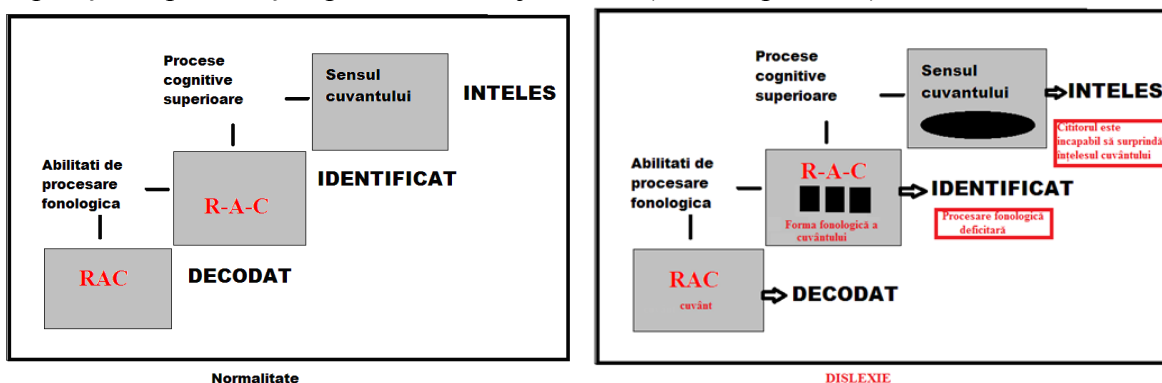 Procese
cognitive
superioare
Sensul
cuvantului
INTELES
Abilitati de
procesare
fonologica
R-A-C
IDENTIFICAT
RAC
DECODAT
Normalitate
Procese
cognitive
superioare
Sensul
cuvantului
INTELES
Cititorul este
incapabil să surprindă
înțelesul cuvântului
Abilitati de
procesare
fonologica
R-A-C
Forma fonologică a
cuvântului
IDENTIFICAT
Procesare fonologică
deficitară
RAC
cuvânt
DECODAT
DISLEXIE